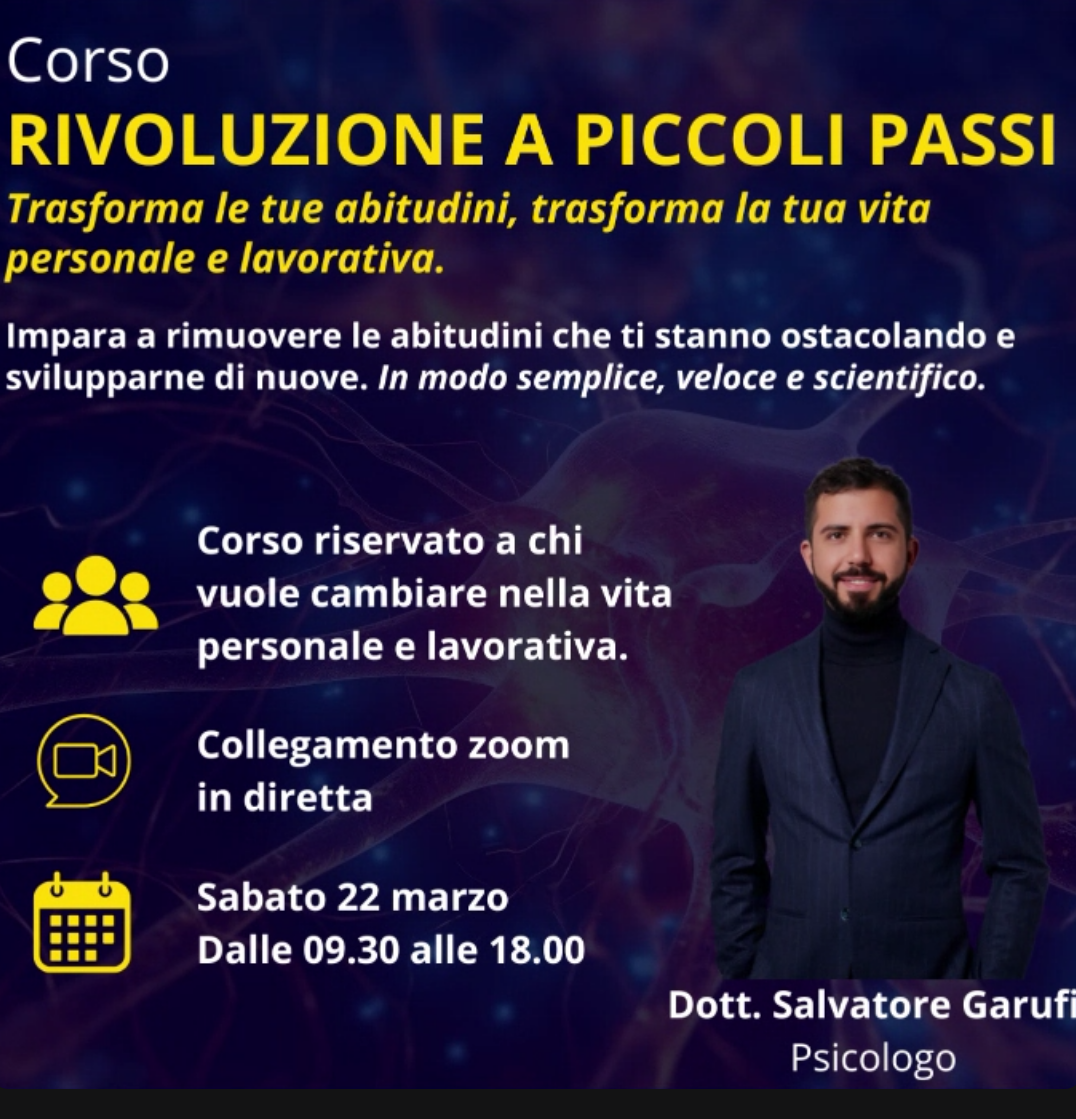 Corso
RIVOLUZIONE A PICCOLI PASSI
Trasforma le tue abitudini, trasforma la tua vita
personale e lavorativa.
Impara a rimuovere le abitudini che ti stanno ostacolando e
svilupparne di nuove. In modo semplice, veloce e scientifico.
Corso riservato a chi
vuole cambiare nella vita
personale e lavorativa.
Collegamento zoom
in diretta
Sabato 22 marzo
Dalle 09.30 alle 18.00
Dott. Salvatore Garufi
Psicologo